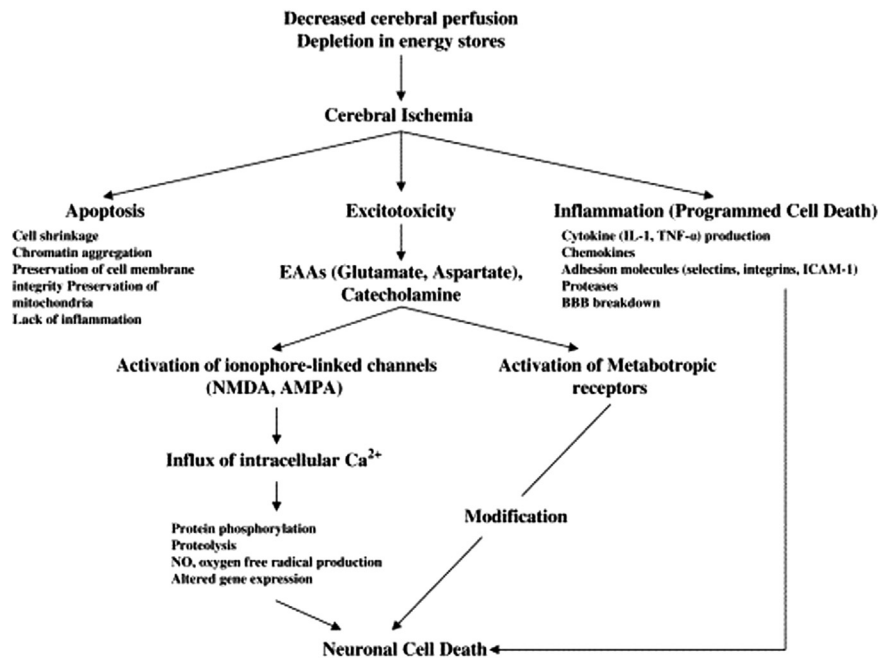 Decreased cerebral perfusion
Depletion in energy stores
Cerebral Ischemia
Apoptosis
Cell shrinkage
Chromatin aggregation
Preservation of cell membrane
integrity Preservation of
mitochondria
Lack of inflammation
Excitotoxicity
EAAs (Glutamate, Aspartate),
Catecholamine
Inflammation (Programmed Cell Death)
Cytokine (IL-1, TNF-α) production
Chemokines
Adhesion molecules (selectins, integrins, ICAM-1)
Proteases
BBB breakdown
Activation of ionophore-linked channels
(NMDA, AMPA)
Activation of Metabotropic
receptors
Influx of intracellular Ca²⁺
Protein phosphorylation
Proteolysis
NO, oxygen free radical production
Altered gene expression
Modification
Neuronal Cell Death